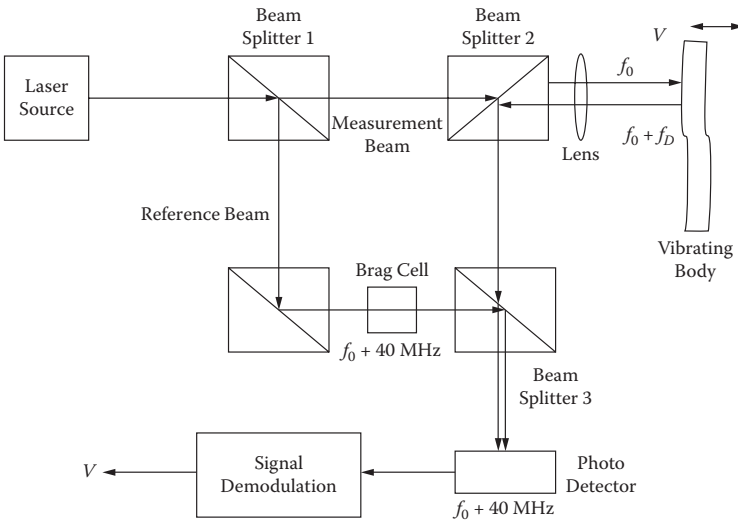 Beam
Splitter 1
Beam
Splitter 2
V
Laser
Source
f0
Measurement
Beam
f0 + fD
Lens
Reference Beam
Vibrating
Body
Brag Cell
f0 + 40 MHz
Beam
Splitter 3
V
Signal
Demodulation
Photo
Detector
f0 + 40 MHz